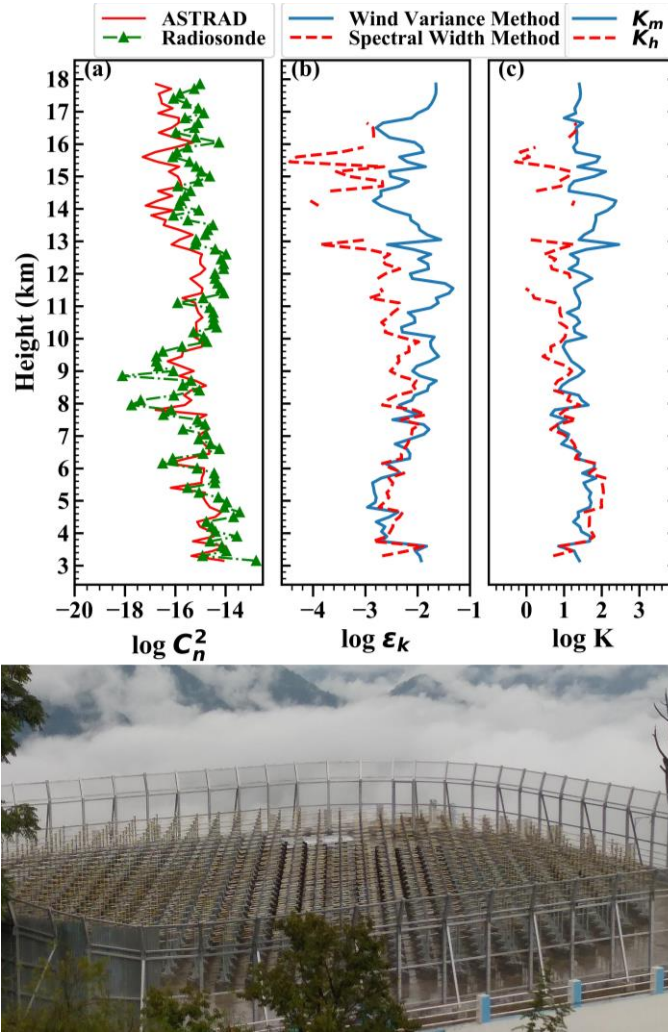 ASTRAD
Radiosonde
Wind Variance Method
Spectral Width Method
K_m
K_h
(a)
(b)
(c)
18
17
16
15
14
13
12
11
10
9
8
7
6
5
4
3
Height (km)
−20 −18 −16 −14
log C_n^2
−4 −3 −2 −1
log ε_k
0 1 2 3
log K